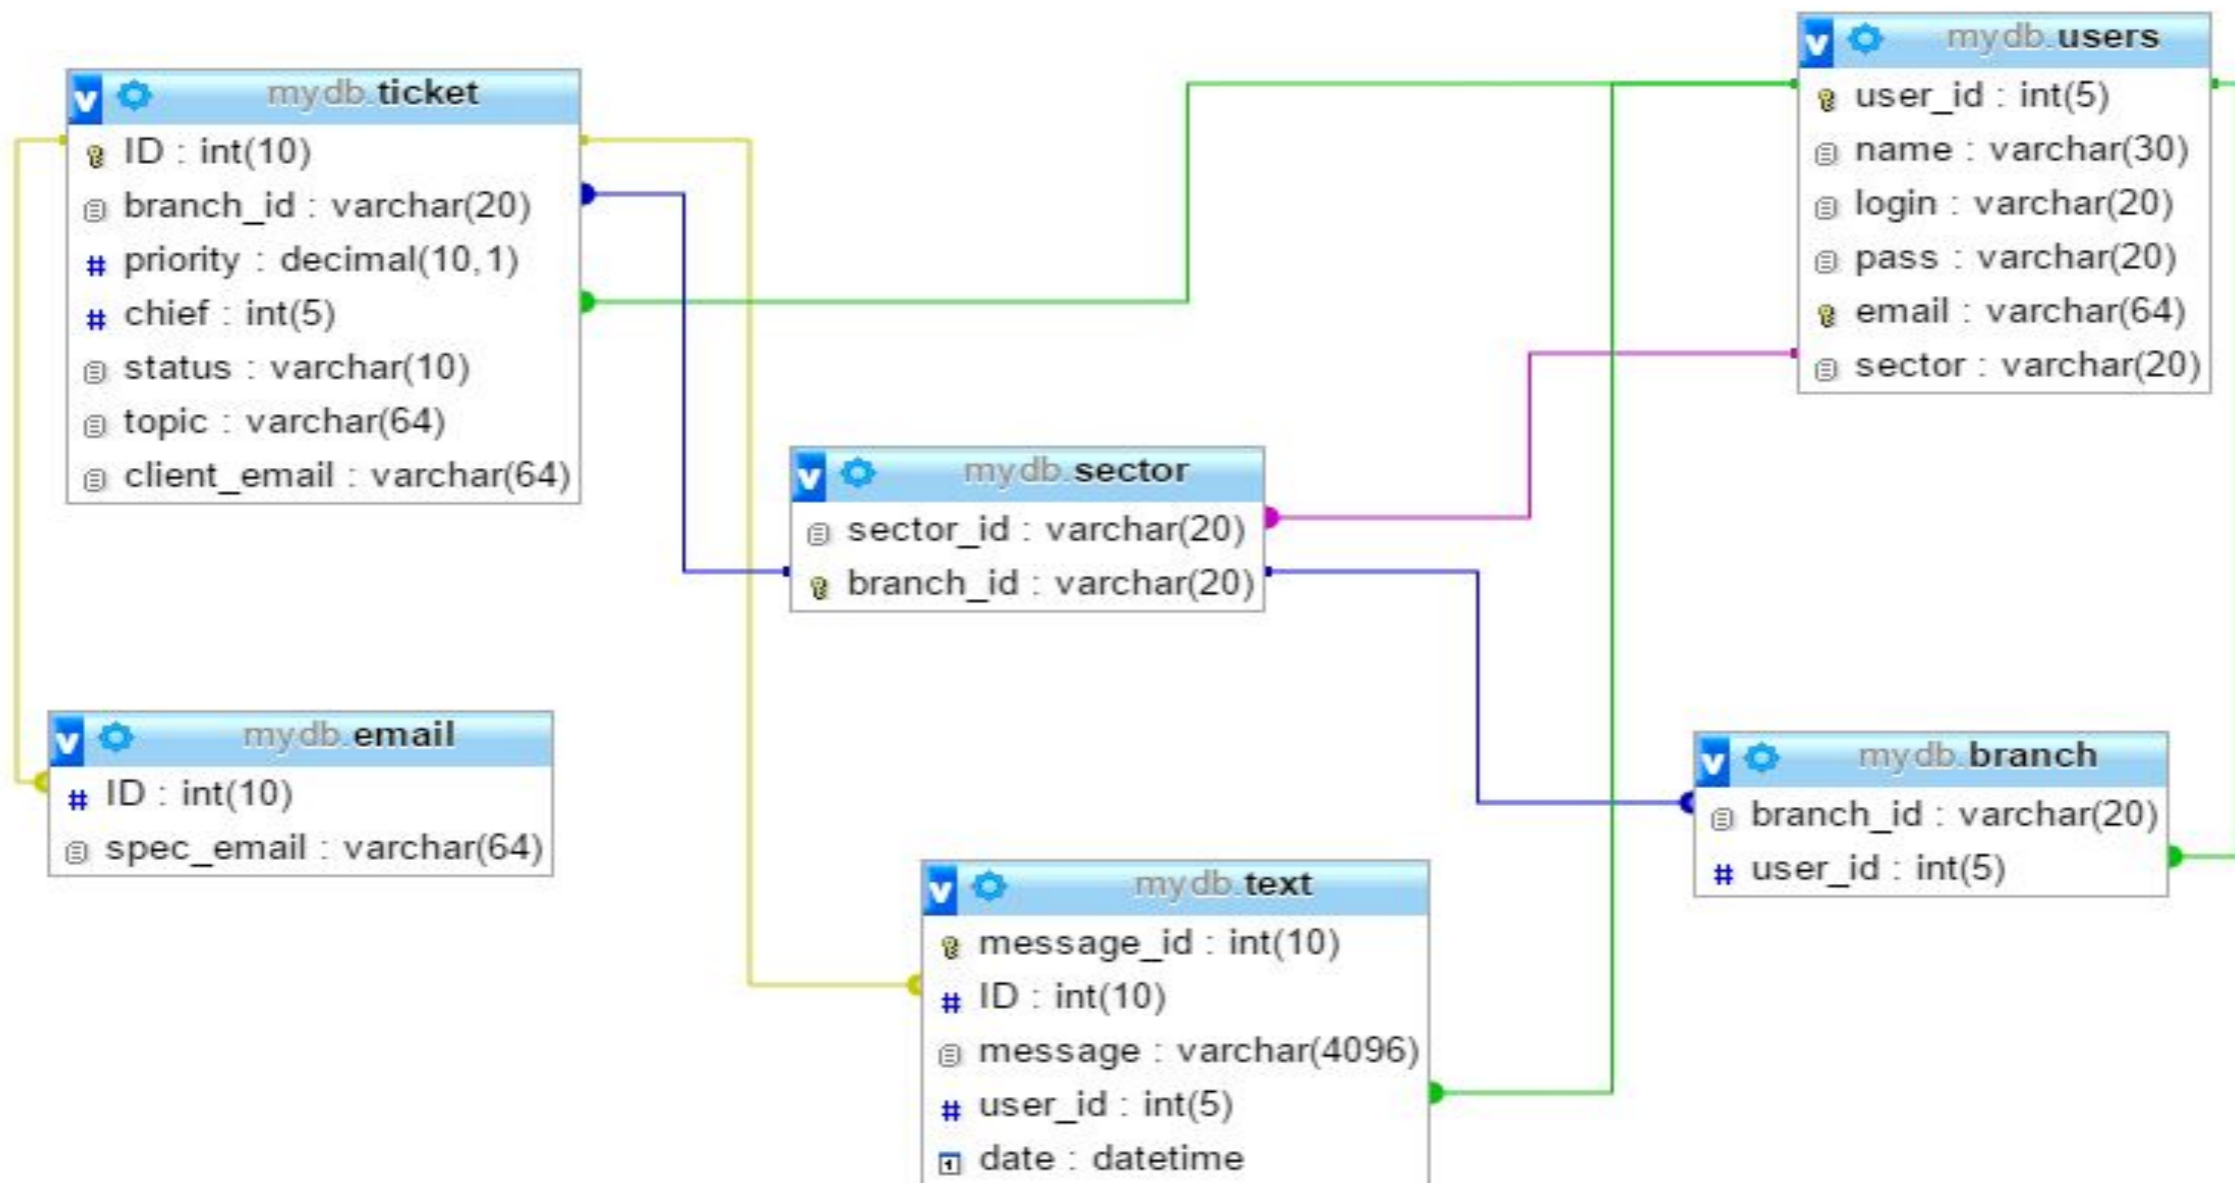 v mydb.ticket
ID : int(10)
branch_id : varchar(20)
priority : decimal(10,1)
chief : int(5)
status : varchar(10)
topic : varchar(64)
client_email : varchar(64)
v mydb.users
user_id : int(5)
name : varchar(30)
login : varchar(20)
pass : varchar(20)
email : varchar(64)
sector : varchar(20)
v mydb.sector
sector_id : varchar(20)
branch_id : varchar(20)
v mydb.email
ID : int(10)
spec_email : varchar(64)
v mydb.branch
branch_id : varchar(20)
user_id : int(5)
v mydb.text
message_id : int(10)
ID : int(10)
message : varchar(4096)
user_id : int(5)
date : datetime